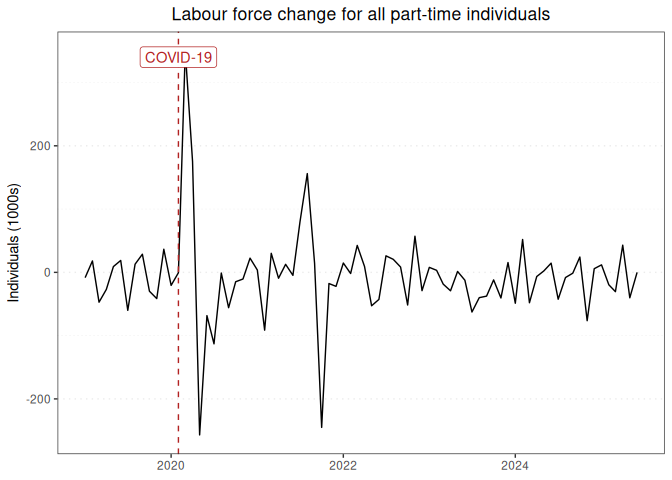 Labour force change for all part-time individuals
COVID-19
200
0
-200
Individuals (1000s)
2020
2022
2024